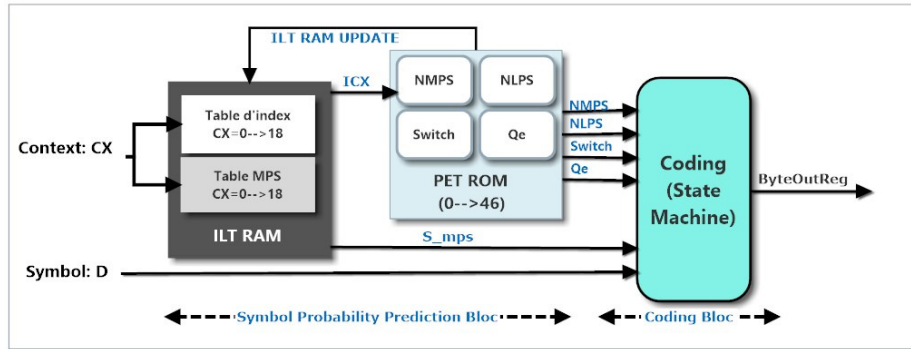 ILT RAM UPDATE
ICX
NMPS
NLPS
Switch
Qe
PET ROM
(0-->46)
Context: CX
Table d'index
CX=0-->18
Table MPS
CX=0-->18
ILT RAM
NMPS
NLPS
Switch
Qe
S_mps
Symbol: D
Coding
(State
Machine)
ByteOutReg
Symbol Probability Prediction Bloc
Coding Bloc